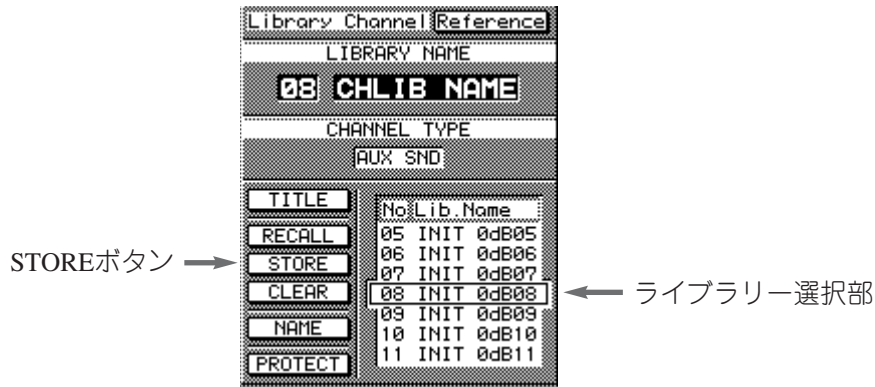 Library Channel Reference
LIBRARY NAME
08 CHLIB NAME
CHANNEL TYPE
AUX SND
TITLE
RECALL
STORE
CLEAR
NAME
PROTECT
No Lib.Name
05 INIT 0dB05
06 INIT 0dB06
07 INIT 0dB07
08 INIT 0dB08
09 INIT 0dB09
10 INIT 0dB10
11 INIT 0dB11
STOREボタン
ライブラリー選択部